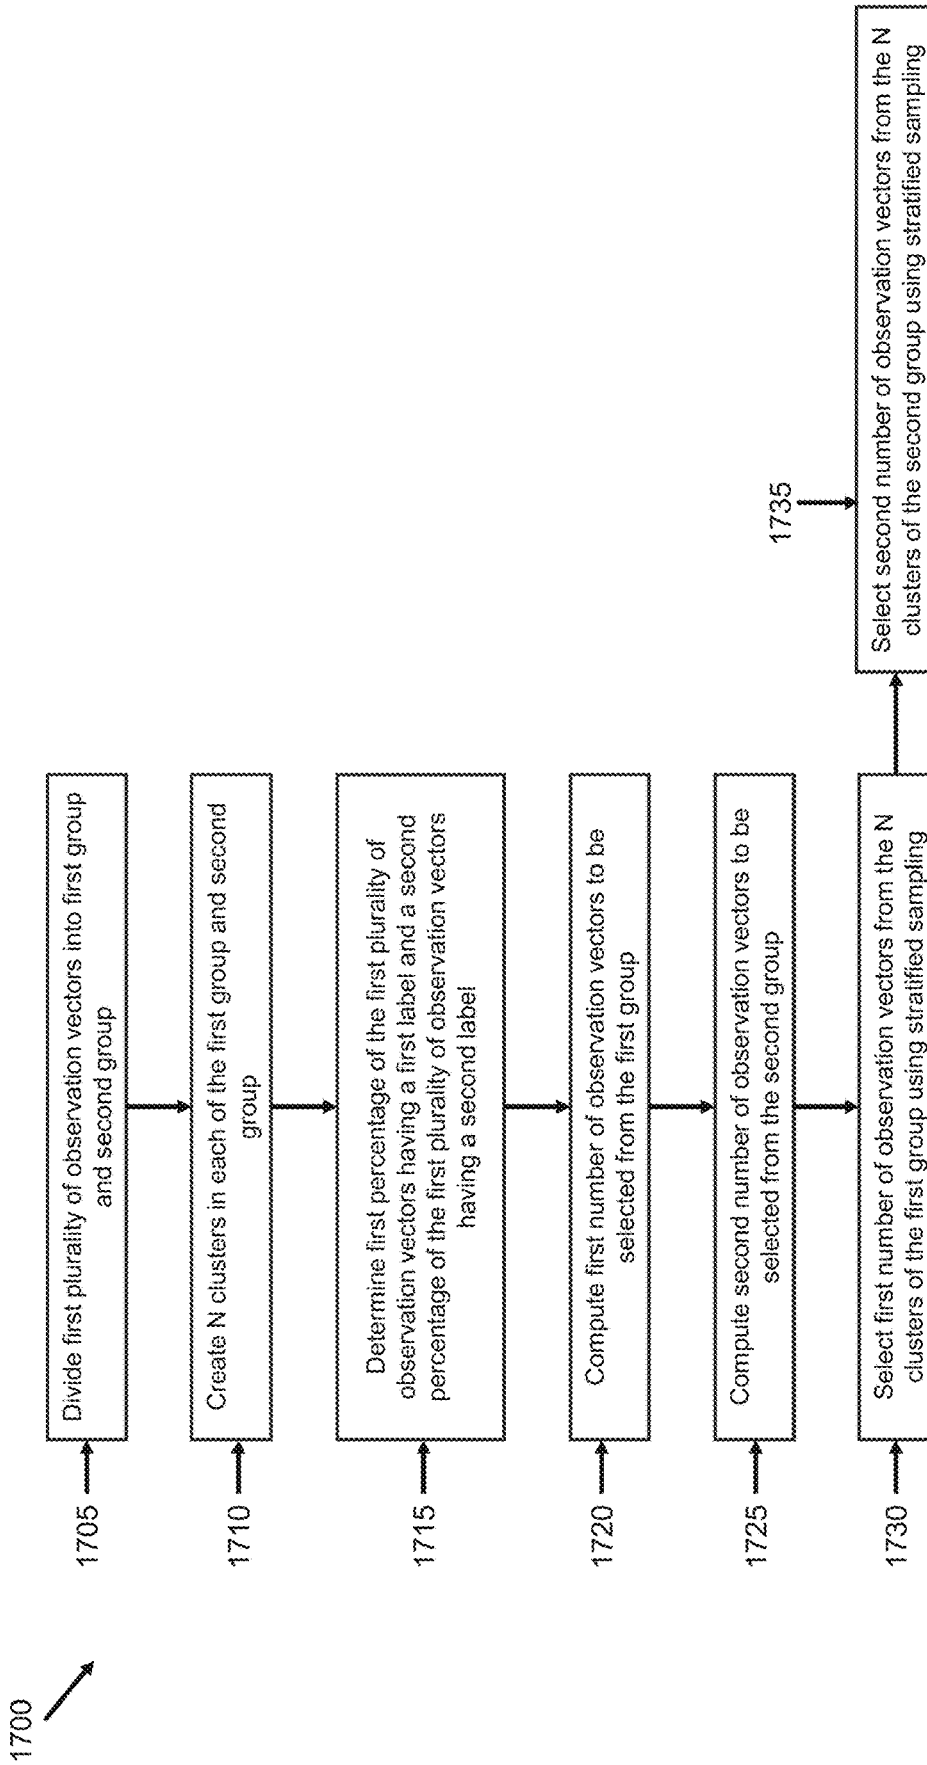 1700
1705
Divide first plurality of observation vectors into first group
and second group
1710
Create N clusters in each of the first group and second
group
1715
Determine first percentage of the first plurality of
observation vectors having a first label and a second
percentage of the first plurality of observation vectors
having a second label
1720
Compute first number of observation vectors to be
selected from the first group
1725
Compute second number of observation vectors to be
selected from the second group
1730
Select first number of observation vectors from the N
clusters of the first group using stratified sampling
1735
Select second number of observation vectors from the N
clusters of the second group using stratified sampling